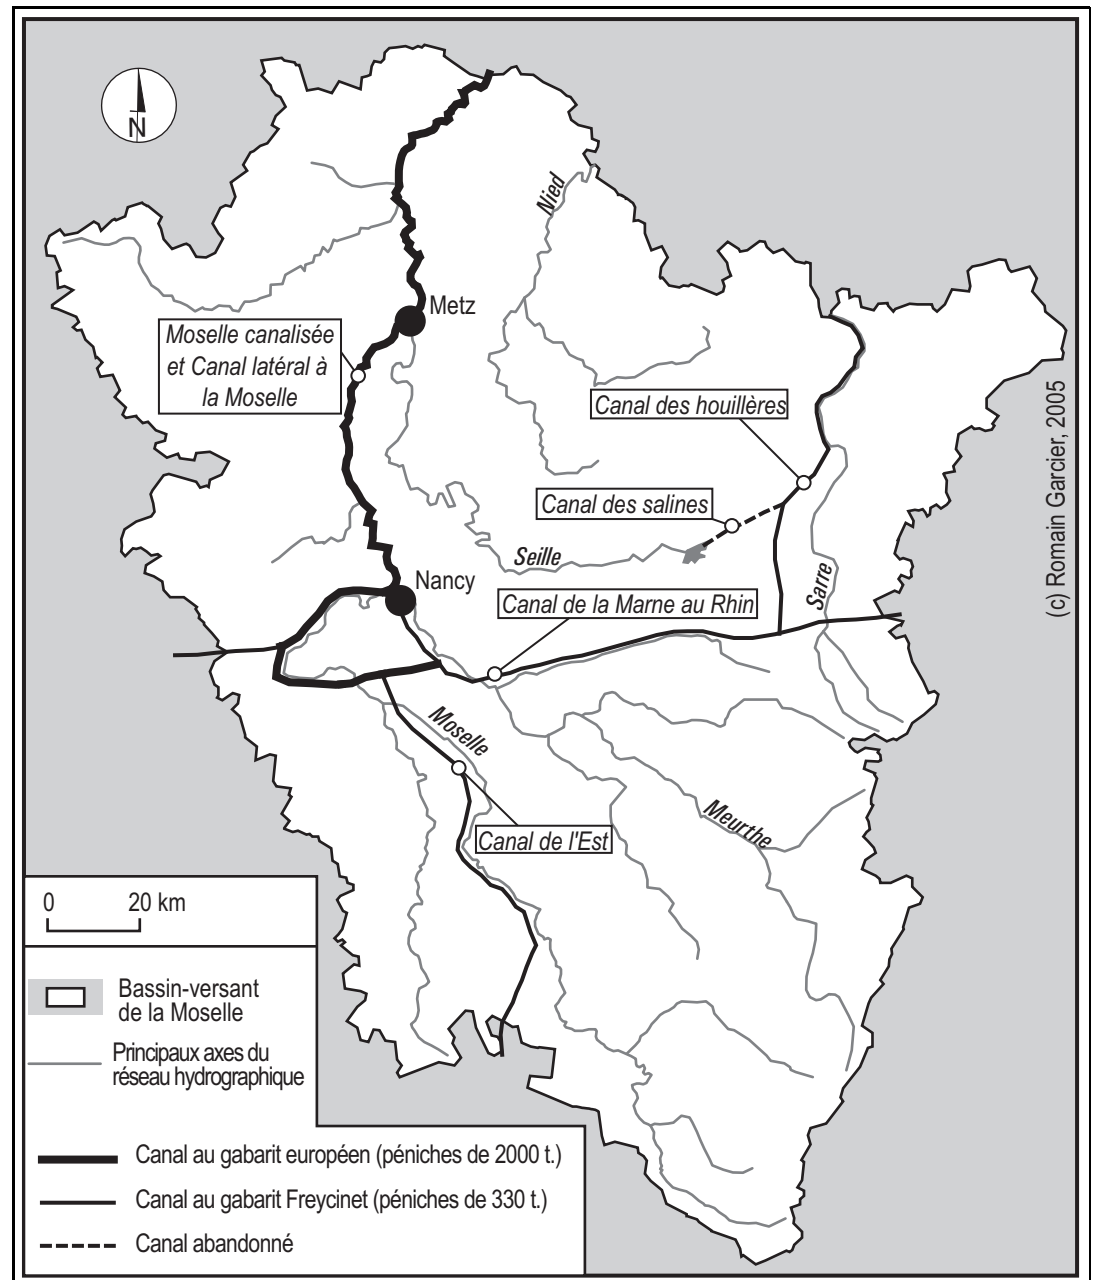 N
Nied
Metz
Moselle canalisée
et Canal latéral à
la Moselle
Canal des houillères
Canal des salines
Seille
Sarre
Nancy
Canal de la Marne au Rhin
Moselle
Meurthe
Canal de l'Est
(c) Romain Garcier, 2005
0 20 km
Bassin-versant
de la Moselle
Principaux axes du
réseau hydrographique
Canal au gabarit européen (péniches de 2000 t.)
Canal au gabarit Freycinet (péniches de 330 t.)
Canal abandonné